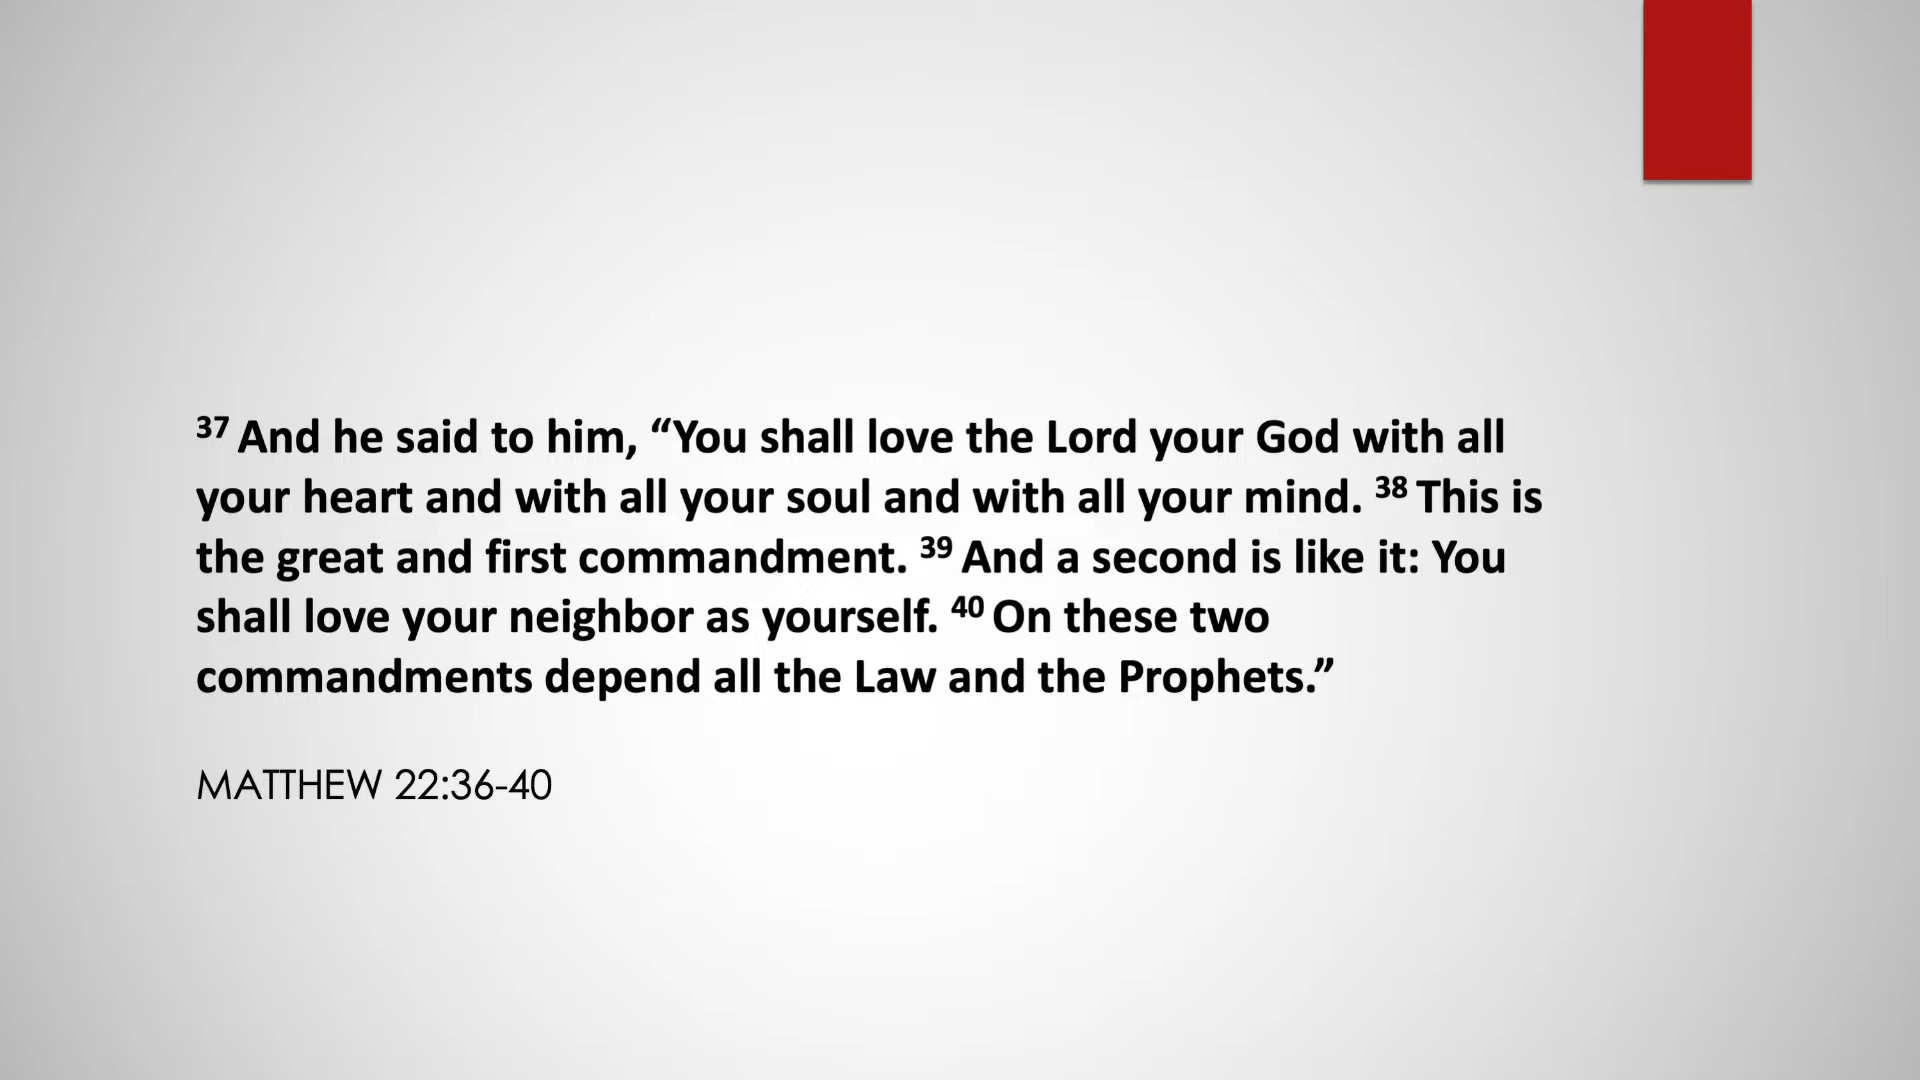 37 And he said to him, “You shall love the Lord your God with all
your heart and with all your soul and with all your mind. 38 This is
the great and first commandment. 39 And a second is like it: You
shall love your neighbor as yourself. 40 On these two
commandments depend all the Law and the Prophets.”
MATTHEW 22:36-40